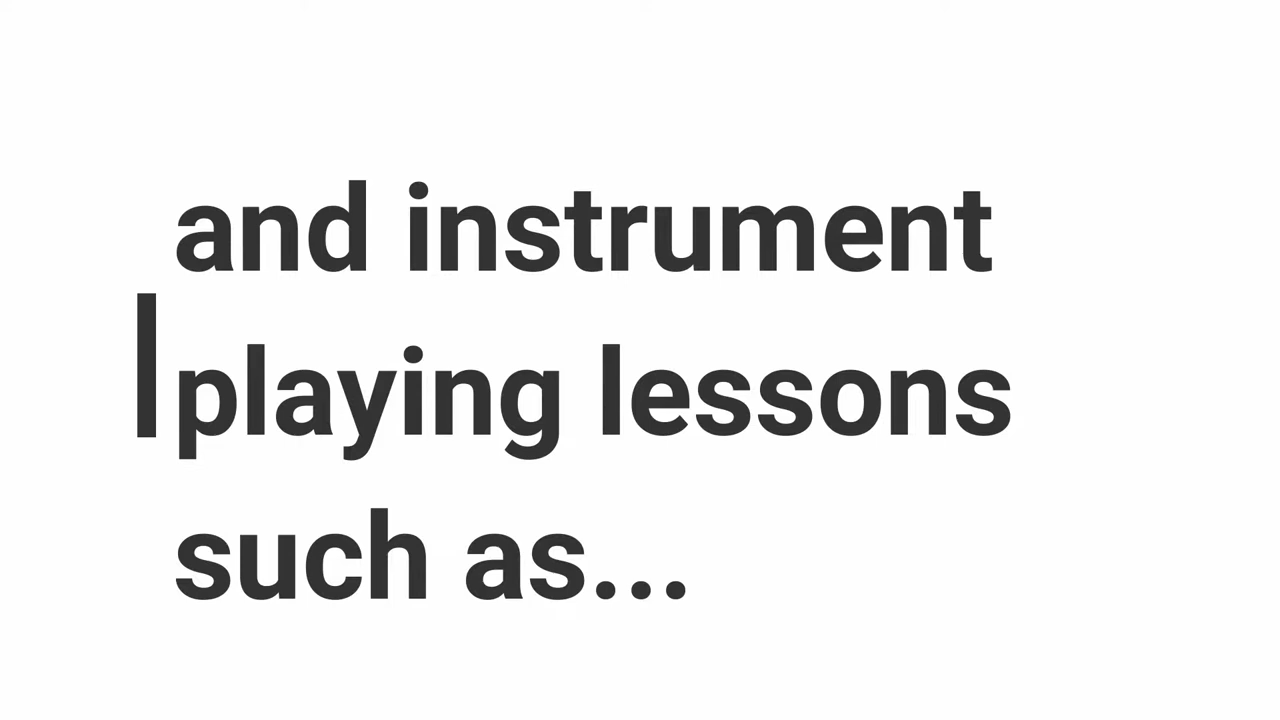 and instrument
playing lessons
such as...